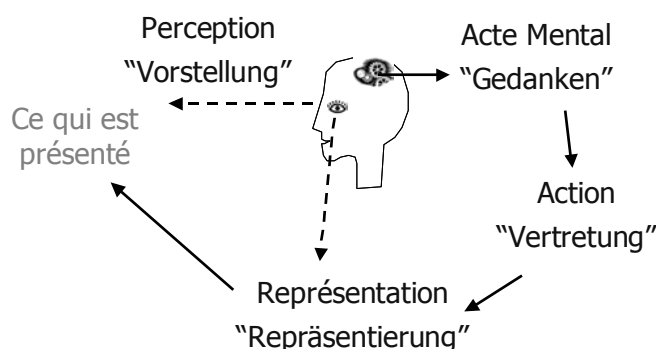 Perception
“Vorstellung”
Acte Mental
“Gedanken”
Ce qui est
présenté
Action
“Vertretung”
Représentation
“Repräsentierung”